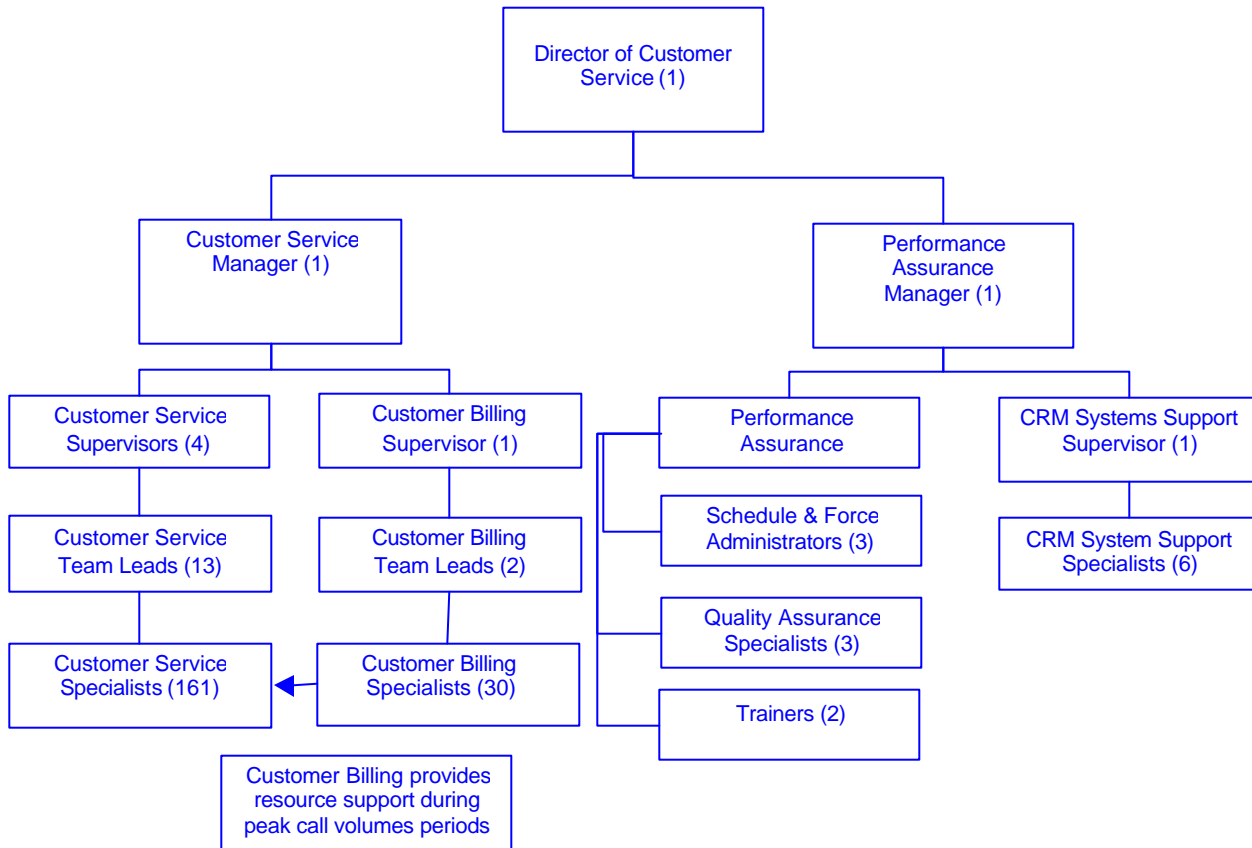 Director of Customer
Service (1)
Customer Service
Manager (1)
Performance
Assurance
Manager (1)
Customer Service
Supervisors (4)
Customer Billing
Supervisor (1)
Performance
Assurance
CRM Systems Support
Supervisor (1)
Customer Service
Team Leads (13)
Customer Billing
Team Leads (2)
Schedule & Force
Administrators (3)
CRM System Support
Specialists (6)
Customer Service
Specialists (161)
Customer Billing
Specialists (30)
Quality Assurance
Specialists (3)
Trainers (2)
Customer Billing provides
resource support during
peak call volumes periods